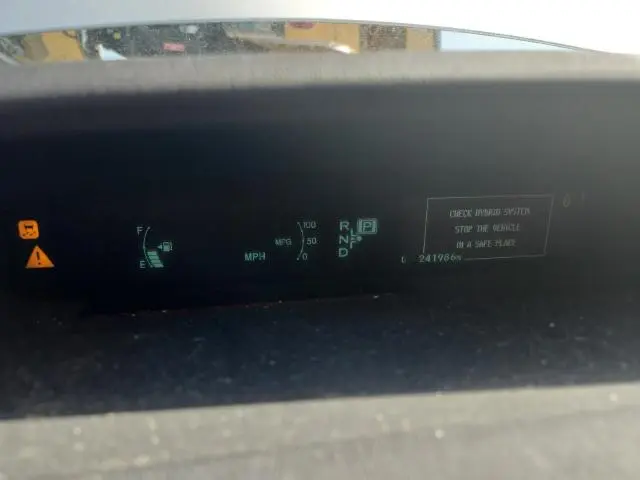 F
E
MPH
MPG
100
50
0
R
N
D
P
CHECK HYBRID SYSTEM
STOP THE VEHICLE
IN A SAFE PLACE
241986